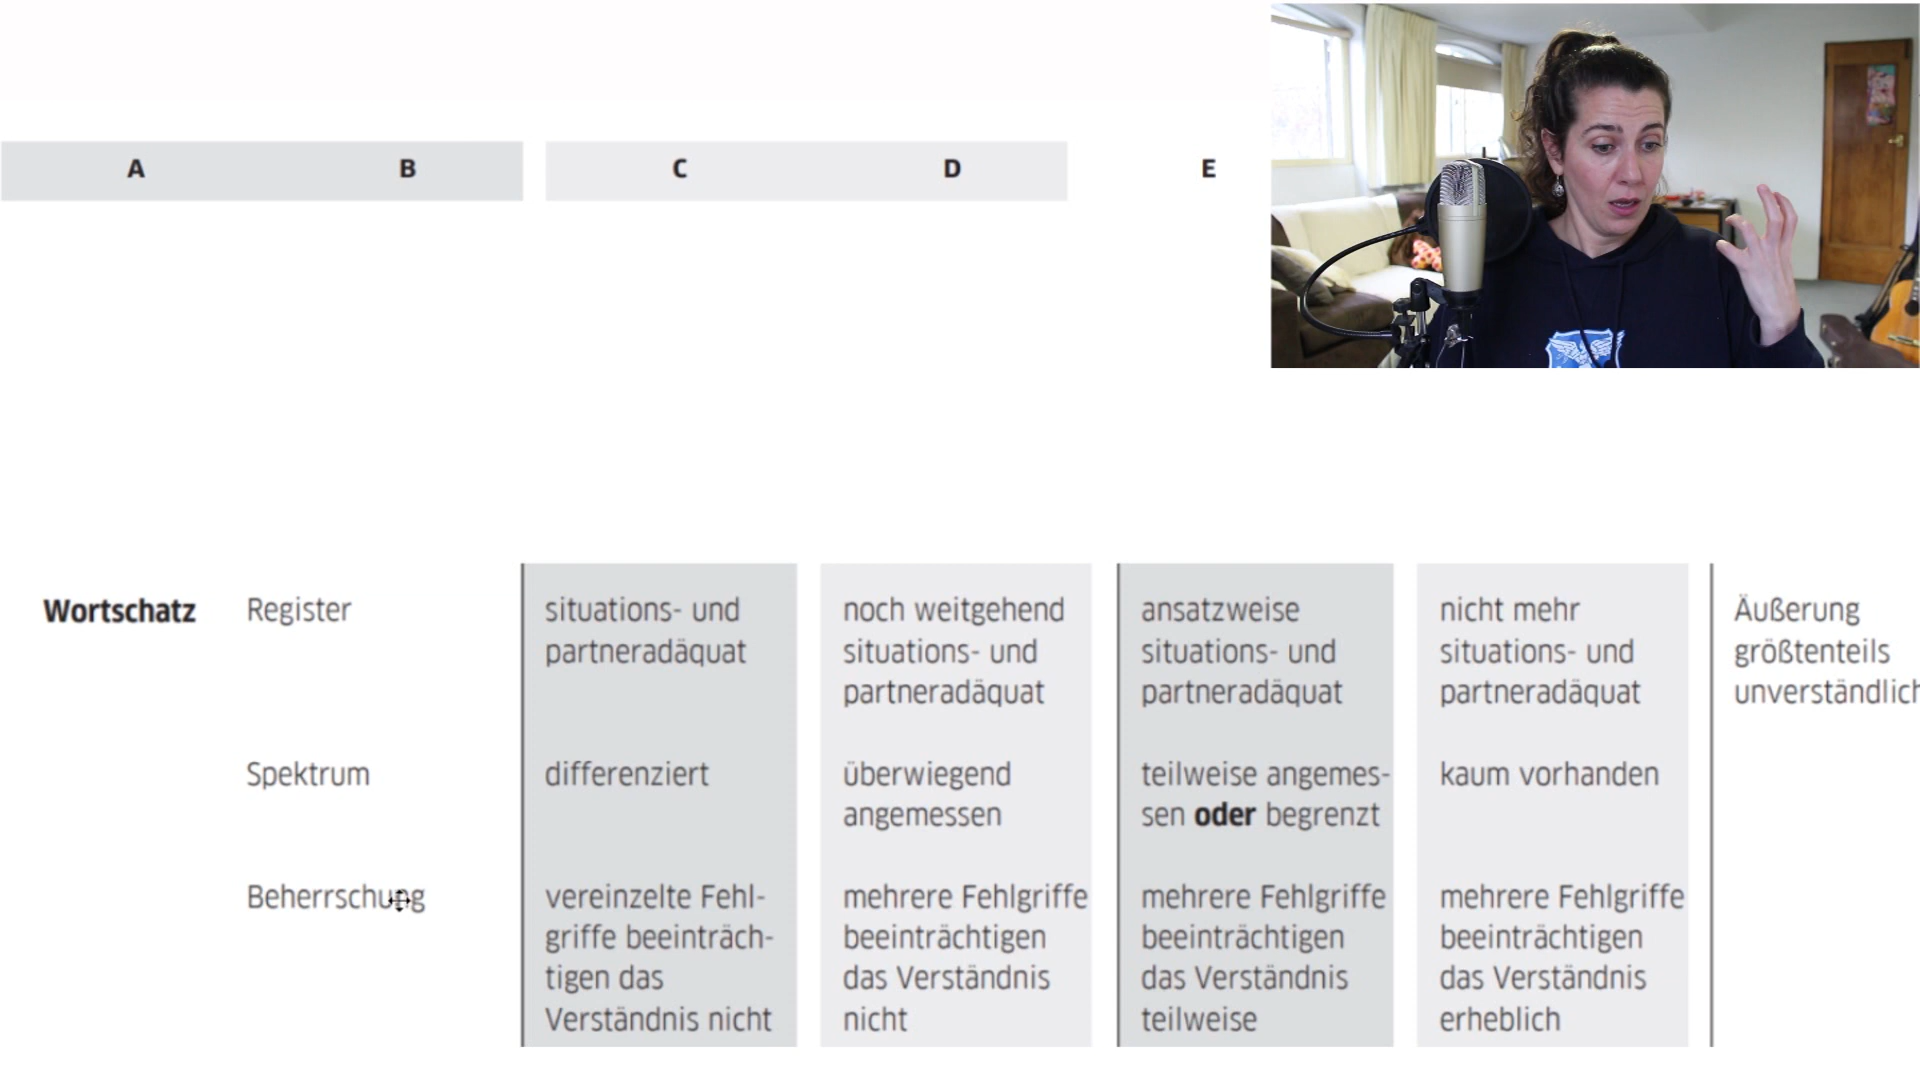 A B C D E
Wortschatz
Register
situations- und
partneradäquat
noch weitgehend
situations- und
partneradäquat
ansatzweise
situations- und
partneradäquat
nicht mehr
situations- und
partneradäquat
Äußerung
größtenteils
unverständlich
Spektrum
differenziert
überwiegend
angemessen
teilweise angemes-
sen oder begrenzt
kaum vorhanden
Beherrschung
vereinzelte Fehl-
griffe beeinträch-
tigen das
Verständnis nicht
mehrere Fehlgriffe
beeinträchtigen
das Verständnis
nicht
mehrere Fehlgriffe
beeinträchtigen
das Verständnis
teilweise
mehrere Fehlgriffe
beeinträchtigen
das Verständnis
erheblich